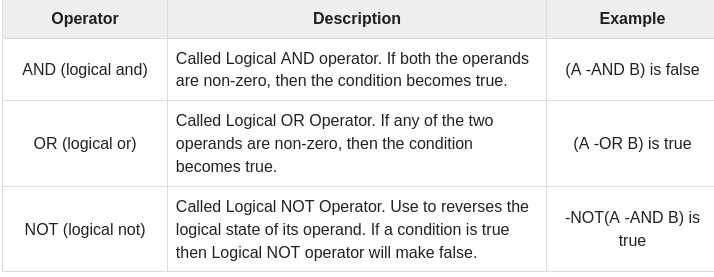 Operator Description Example
AND (logical and)
Called Logical AND operator. If both the operands
are non-zero, then the condition becomes true.
(A -AND B) is false
OR (logical or)
Called Logical OR Operator. If any of the two
operands are non-zero, then the condition
becomes true.
(A -OR B) is true
NOT (logical not)
Called Logical NOT Operator. Use to reverses the
logical state of its operand. If a condition is true
then Logical NOT operator will make false.
-NOT(A -AND B) is
true